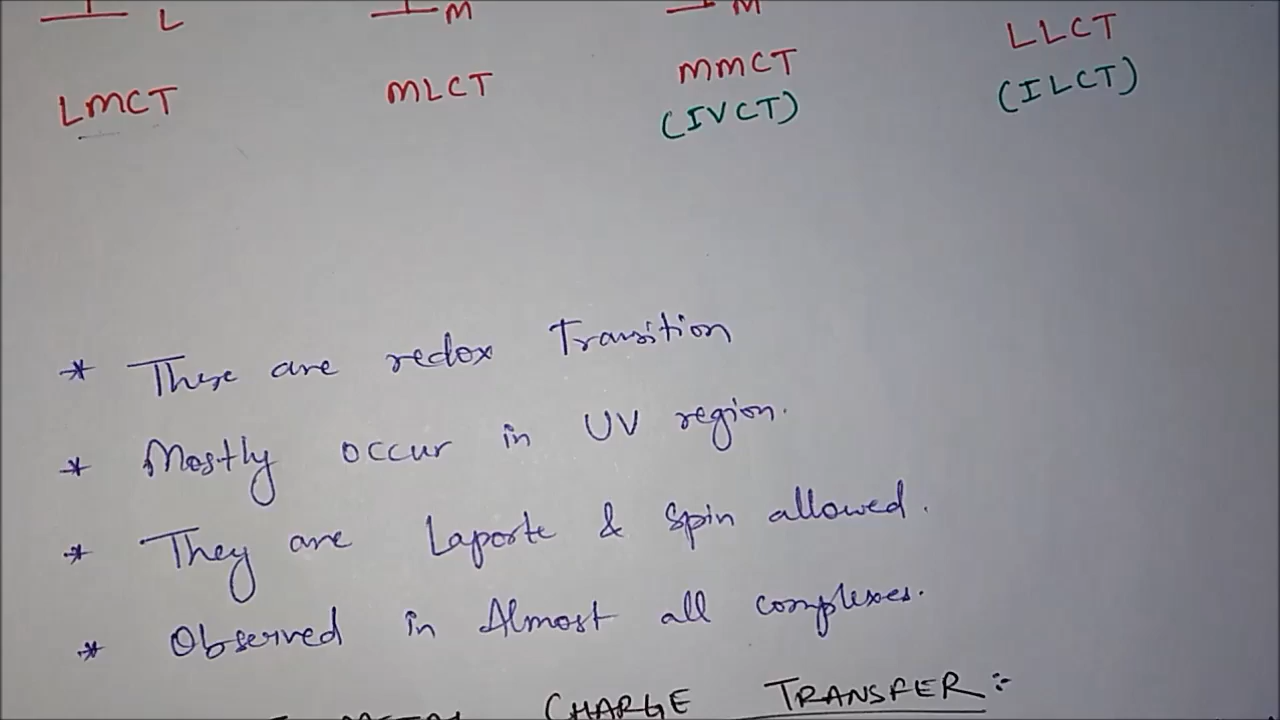 L M M
LMCT MLCT MMCT LLCT
(IVCT) (ILCT)
* These are redox Transition
* Mostly occur in UV region.
* They are Laporte & Spin allowed.
* Observed in Almost all complexes.
CHARGE TRANSFER:-